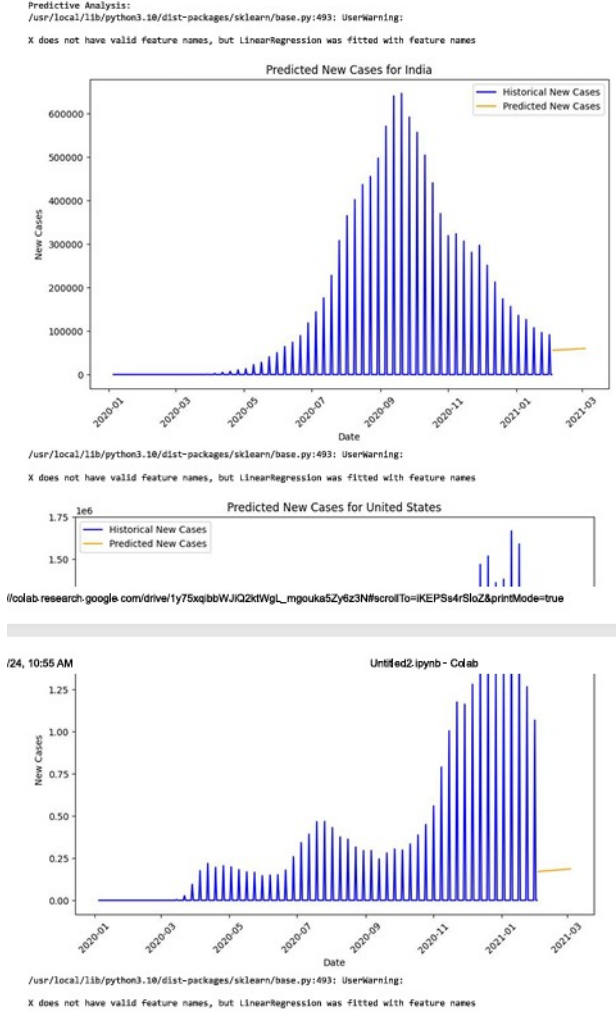 Predictive Analysis:
/usr/local/lib/python3.10/dist-packages/sklearn/base.py:493: UserWarning:
X does not have valid feature names, but LinearRegression was fitted with feature names
Predicted New Cases for India
Historical New Cases
Predicted New Cases
600000
500000
400000
300000
200000
100000
0
New Cases
2020-01
2020-03
2020-05
2020-07
2020-09
2020-11
2021-01
2021-03
Date
/usr/local/lib/python3.10/dist-packages/sklearn/base.py:493: UserWarning:
X does not have valid feature names, but LinearRegression was fitted with feature names
Predicted New Cases for United States
1e6
1.75
Historical New Cases
Predicted New Cases
1.50
//colab.research.google.com/drive/1y75xqibbWJiQ2ktWgL_mgouka5Zy6z3N#scrollTo=iKEPSs4rSloZ&printMode=true
/24, 10:55 AM
Untitled2.ipynb - Colab
1.25
1.00
0.75
0.50
0.25
0.00
New Cases
2020-01
2020-03
2020-05
2020-07
2020-09
2020-11
2021-01
2021-03
Date
/usr/local/lib/python3.10/dist-packages/sklearn/base.py:493: UserWarning:
X does not have valid feature names, but LinearRegression was fitted with feature names